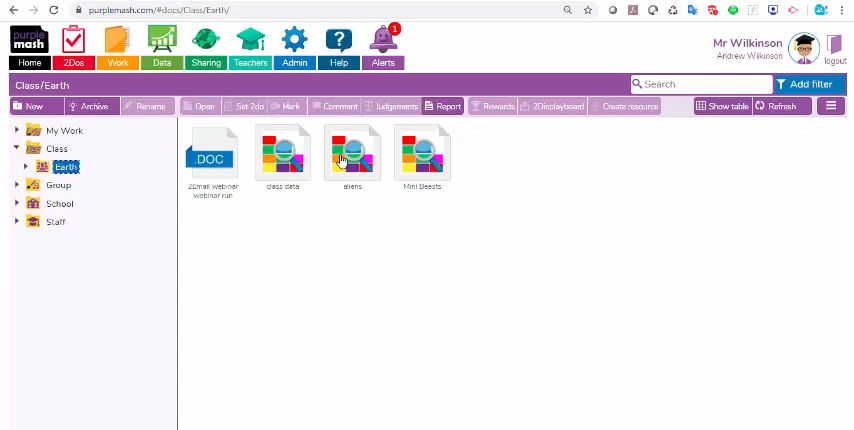 purplemash.com/#docs/Class/Earth/
purple mash
1
Home 2Dos Work Data Sharing Teachers Admin Help Alerts
Mr Wilkinson
Andrew Wilkinson
logout
Class/Earth
Search
Add filter
New Archive Rename Open Set 2do Mark Comment Judgements Report Rewards 2Displayboard Create resource Show table Refresh
My Work
Class
Earth
Group
School
Staff
.DOC
2Email webinar
webinar run
class data
aliens
Mini Beasts